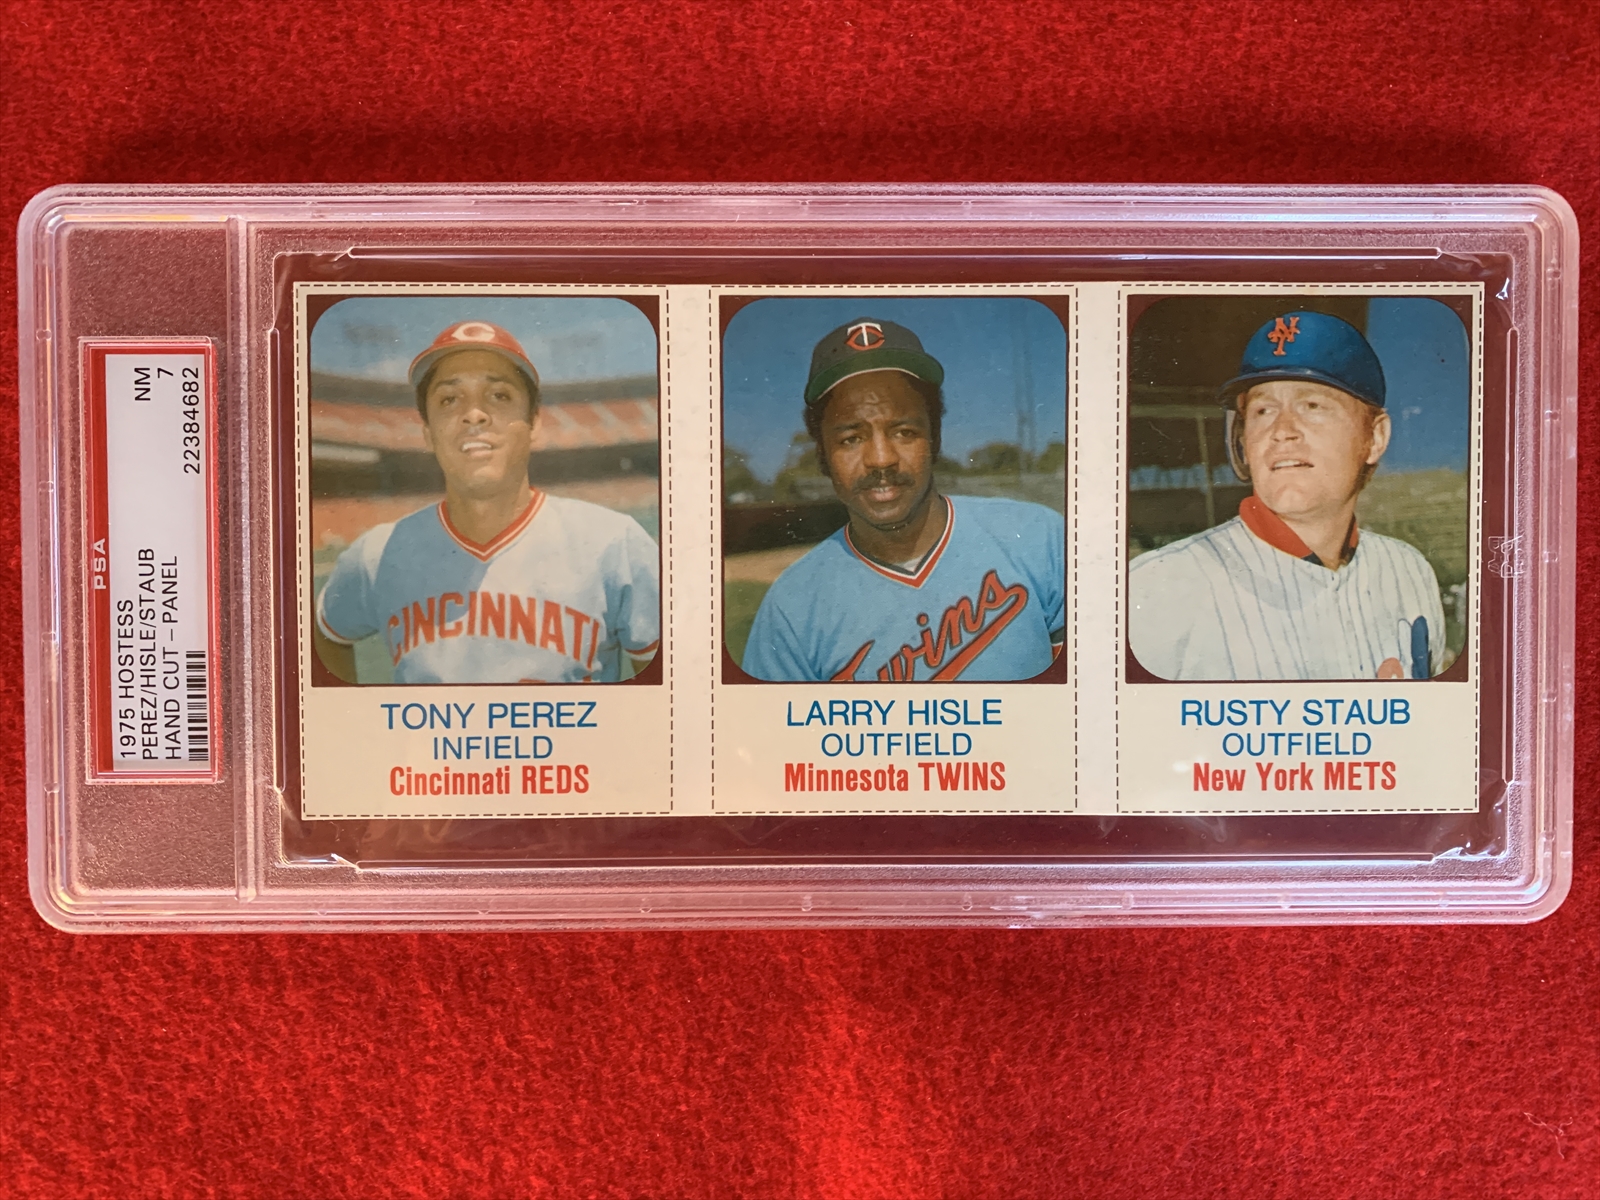 PSA
1975 HOSTESS
PEREZ/HISLE/STAUB
HAND CUT - PANEL
NM
7
22384682
C
CINCINNATI
TONY PEREZ
INFIELD
Cincinnati REDS
TC
Twins
LARRY HISLE
OUTFIELD
Minnesota TWINS
NY
RUSTY STAUB
OUTFIELD
New York METS
PSA